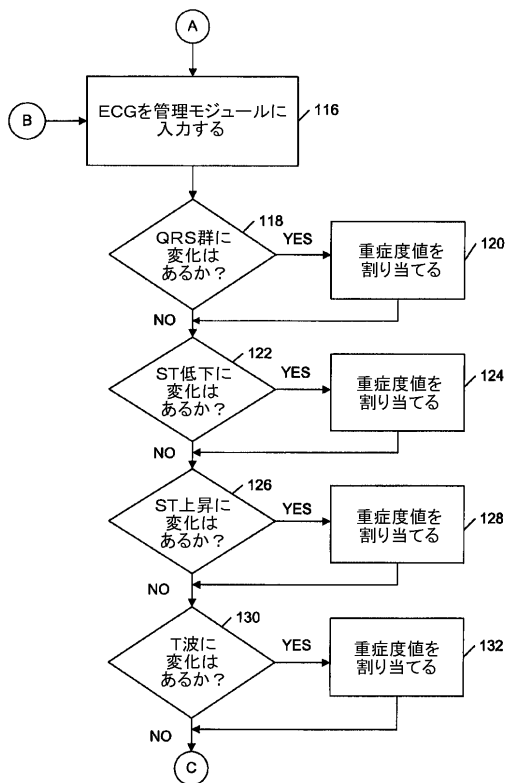 A
ECGを管理モジュールに
入力する
116
B
118
QRS群に
変化は
あるか?
YES
重症度値を
割り当てる
120
NO
122
ST低下に
変化は
あるか?
YES
重症度値を
割り当てる
124
NO
126
ST上昇に
変化は
あるか?
YES
重症度値を
割り当てる
128
NO
130
T波に
変化は
あるか?
YES
重症度値を
割り当てる
132
NO
C